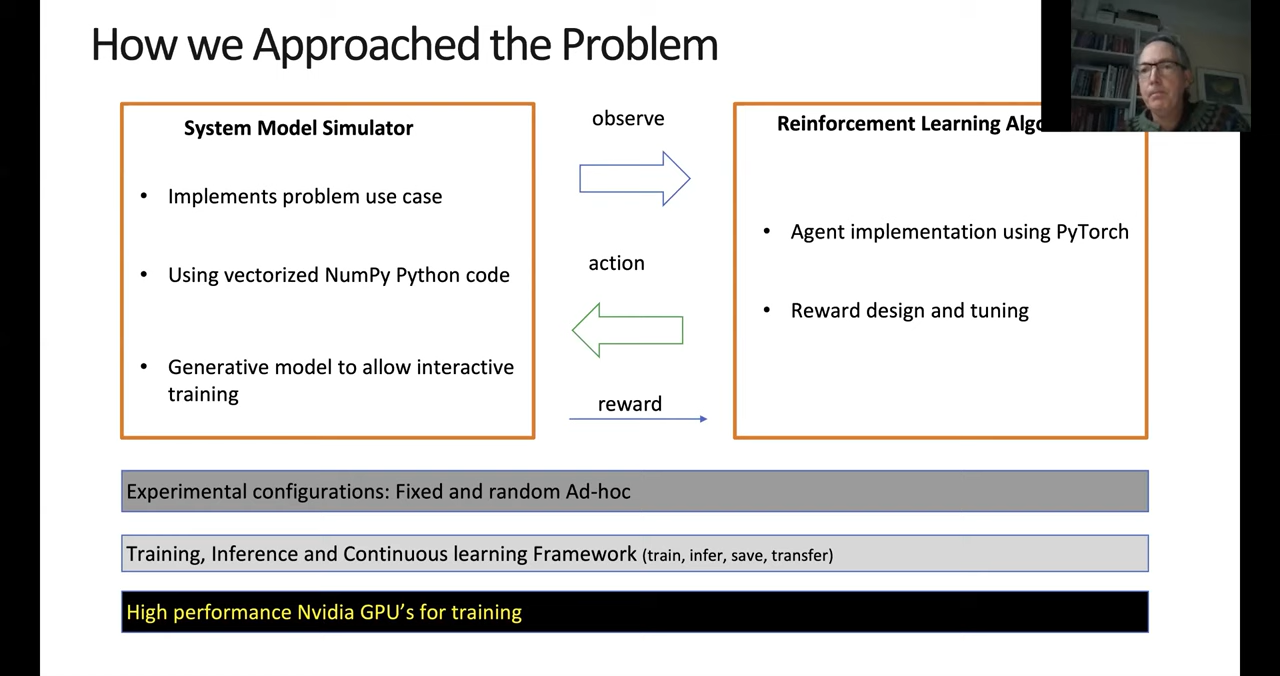 How we Approached the Problem
System Model Simulator
• Implements problem use case
• Using vectorized NumPy Python code
• Generative model to allow interactive
training
observe
action
reward
Reinforcement Learning
• Agent implementation using PyTorch
• Reward design and tuning
Experimental configurations: Fixed and random Ad-hoc
Training, Inference and Continuous learning Framework (train, infer, save, transfer)
High performance Nvidia GPU's for training